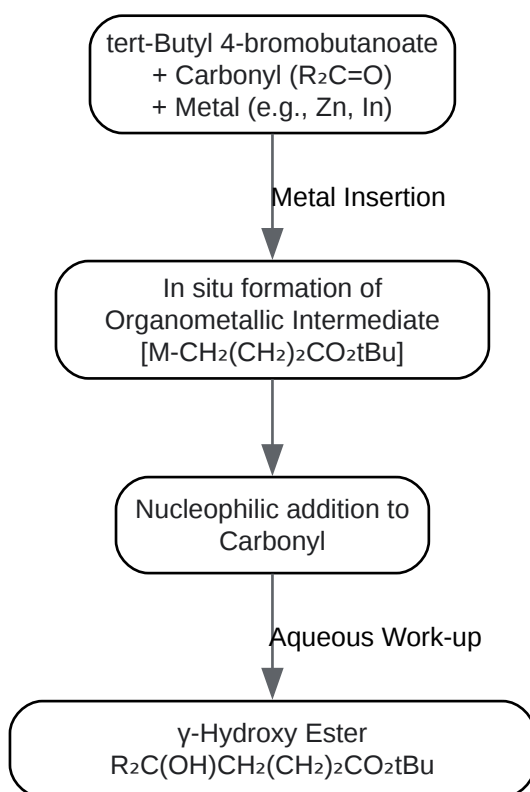 tert-Butyl 4-bromobutanoate
+ Carbonyl (R₂C=O)
+ Metal (e.g., Zn, In)
Metal Insertion
In situ formation of
Organometallic Intermediate
[M-CH₂(CH₂)₂CO₂tBu]
Nucleophilic addition to
Carbonyl
Aqueous Work-up
γ-Hydroxy Ester
R₂C(OH)CH₂(CH₂)₂CO₂tBu